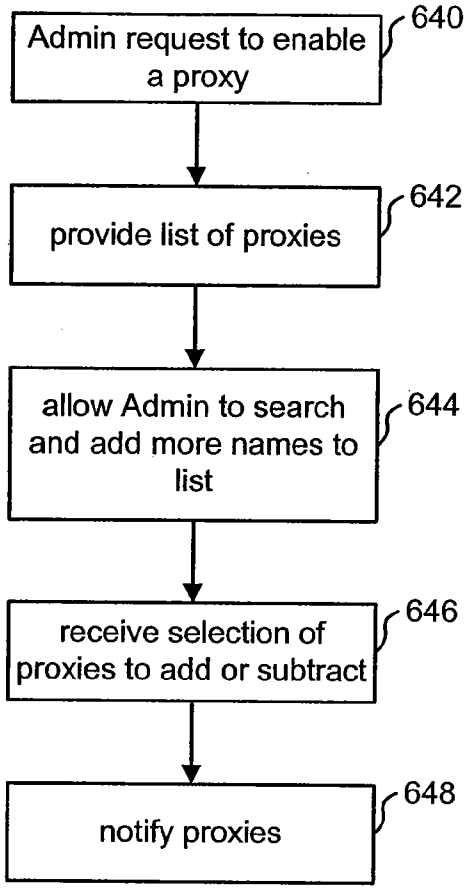 640
Admin request to enable
a proxy
642
provide list of proxies
644
allow Admin to search
and add more names to
list
646
receive selection of
proxies to add or subtract
648
notify proxies